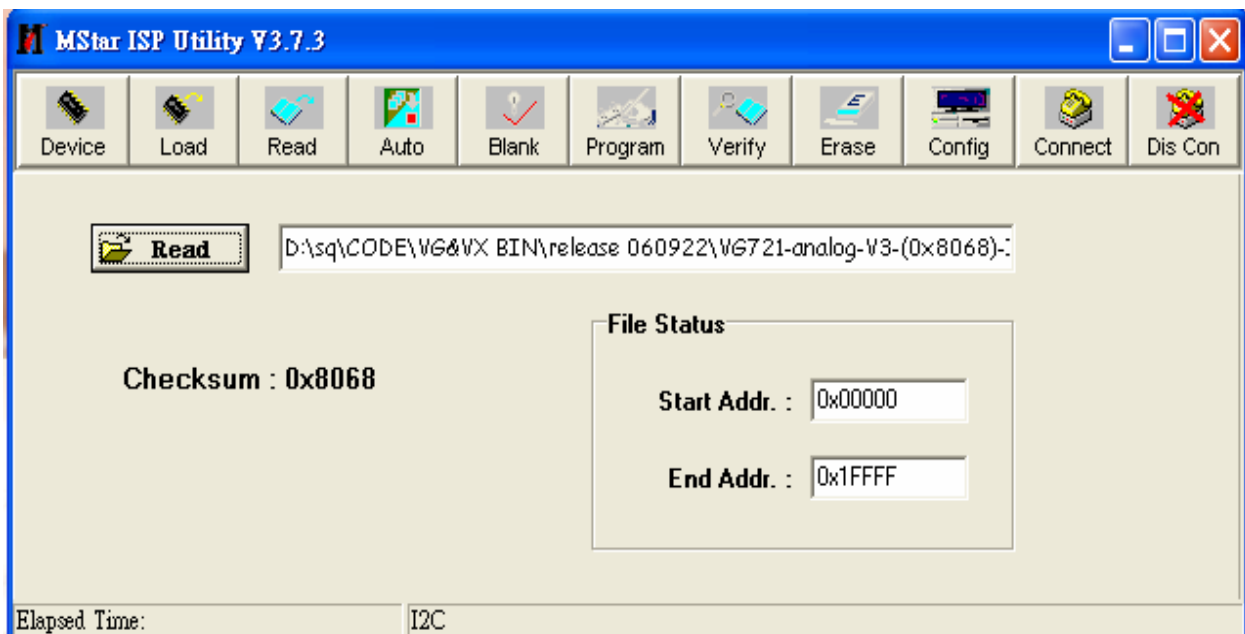 MStar ISP Utility V3.7.3
Device Load Read Auto Blank Program Verify Erase Config Connect Dis Con
Read D:\sq\CODE\VG&VX BIN\release 060922\VG721-analog-V3-(0x8068)-
File Status
Checksum : 0x8068
Start Addr. : 0x00000
End Addr. : 0x1FFFF
Elapsed Time: I2C